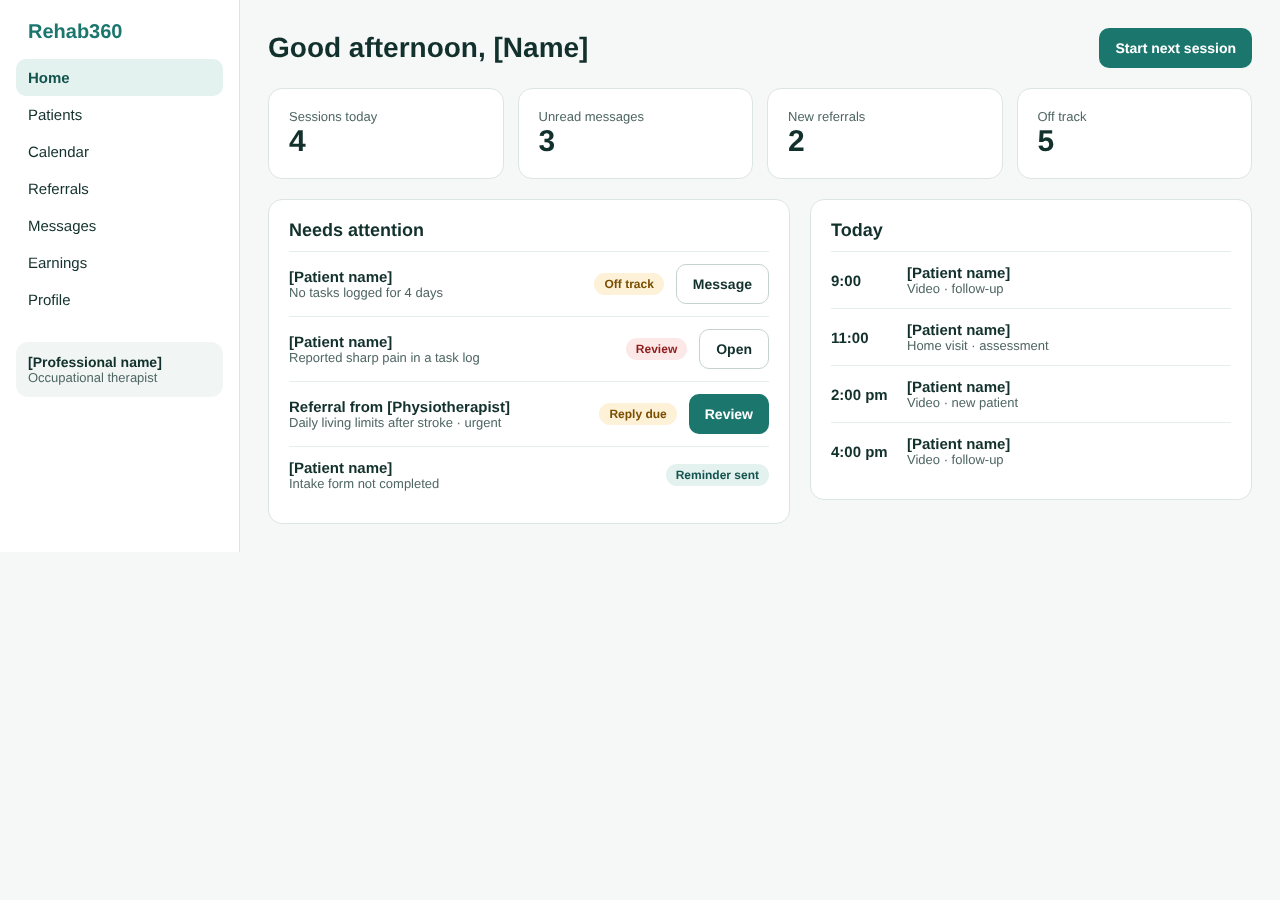 Rehab360
Home
Patients
Calendar
Referrals
Messages
Earnings
Profile
[Professional name]
Occupational therapist
Good afternoon, [Name]
Start next session
Sessions today
4
Unread messages
3
New referrals
2
Off track
5
Needs attention
[Patient name]
No tasks logged for 4 days
Off track
Message
[Patient name]
Reported sharp pain in a task log
Review
Open
Referral from [Physiotherapist]
Daily living limits after stroke · urgent
Reply due
Review
[Patient name]
Intake form not completed
Reminder sent
Today
9:00
[Patient name]
Video · follow-up
11:00
[Patient name]
Home visit · assessment
2:00 pm
[Patient name]
Video · new patient
4:00 pm
[Patient name]
Video · follow-up